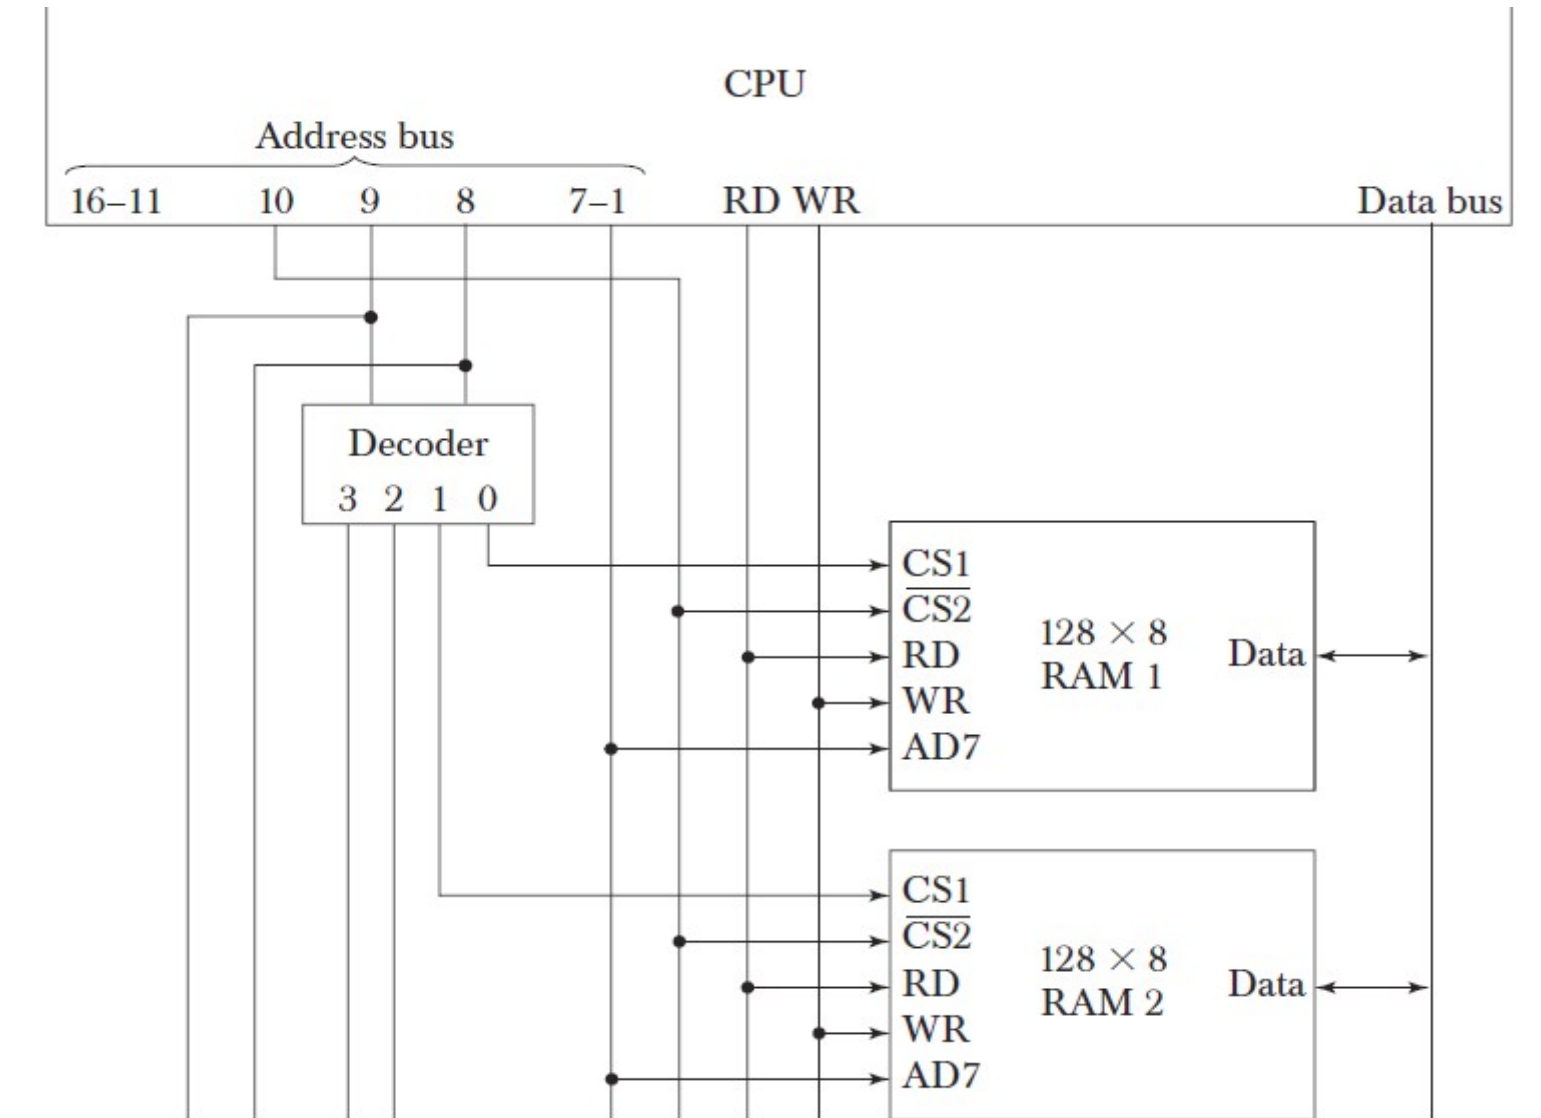 CPU
Address bus
16–11 10 9 8 7–1 RD WR Data bus
Decoder
3 2 1 0
CS1
CS2
RD
WR
AD7
128 × 8
RAM 1
Data
CS1
CS2
RD
WR
AD7
128 × 8
RAM 2
Data